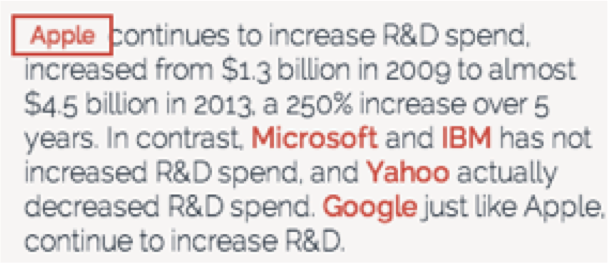 Apple continues to increase R&D spend,
increased from $1.3 billion in 2009 to almost
$4.5 billion in 2013, a 250% increase over 5
years. In contrast, Microsoft and IBM has not
increased R&D spend, and Yahoo actually
decreased R&D spend. Google just like Apple,
continue to increase R&D.